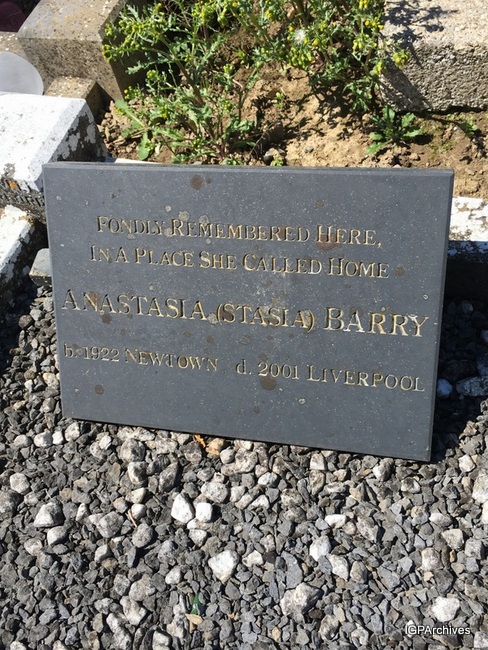 FONDLY REMEMBERED HERE,
IN A PLACE SHE CALLED HOME
ANASTASIA (STASIA) BARRY
b. 1922 NEWTOWN d. 2001 LIVERPOOL
IGPArchives